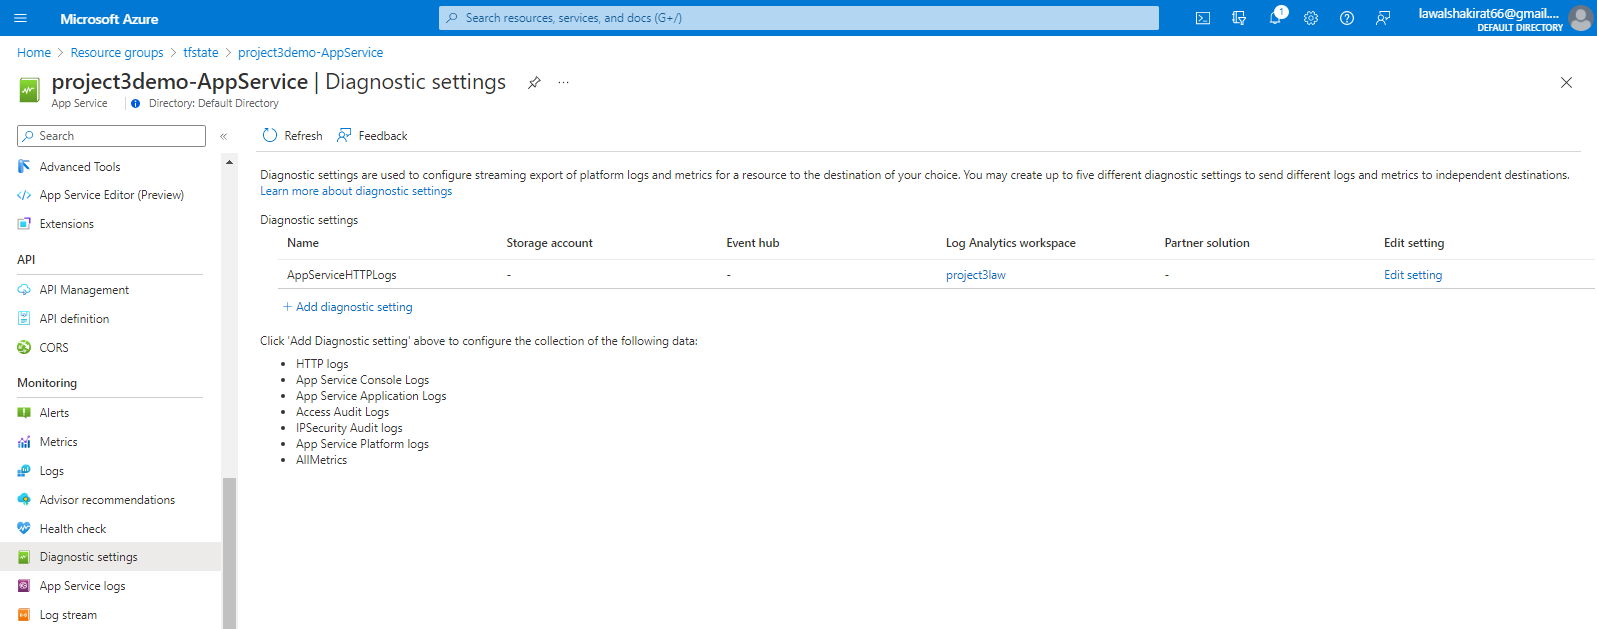 Microsoft Azure
Search resources, services, and docs (G+/)
1
lawalshakirat66@gmail....
DEFAULT DIRECTORY
Home > Resource groups > tfstate > project3demo-AppService
project3demo-AppService | Diagnostic settings
App Service
Directory: Default Directory
Search
Refresh
Feedback
Advanced Tools
App Service Editor (Preview)
Extensions
API
API Management
API definition
CORS
Monitoring
Alerts
Metrics
Logs
Advisor recommendations
Health check
Diagnostic settings
App Service logs
Log stream
Diagnostic settings are used to configure streaming export of platform logs and metrics for a resource to the destination of your choice. You may create up to five different diagnostic settings to send different logs and metrics to independent destinations.
Learn more about diagnostic settings
Diagnostic settings
Name Storage account Event hub Log Analytics workspace Partner solution Edit setting
AppServiceHTTPLogs - - project3law - Edit setting
+ Add diagnostic setting
Click 'Add Diagnostic setting' above to configure the collection of the following data:
• HTTP logs
• App Service Console Logs
• App Service Application Logs
• Access Audit Logs
• IPSecurity Audit logs
• App Service Platform logs
• AllMetrics